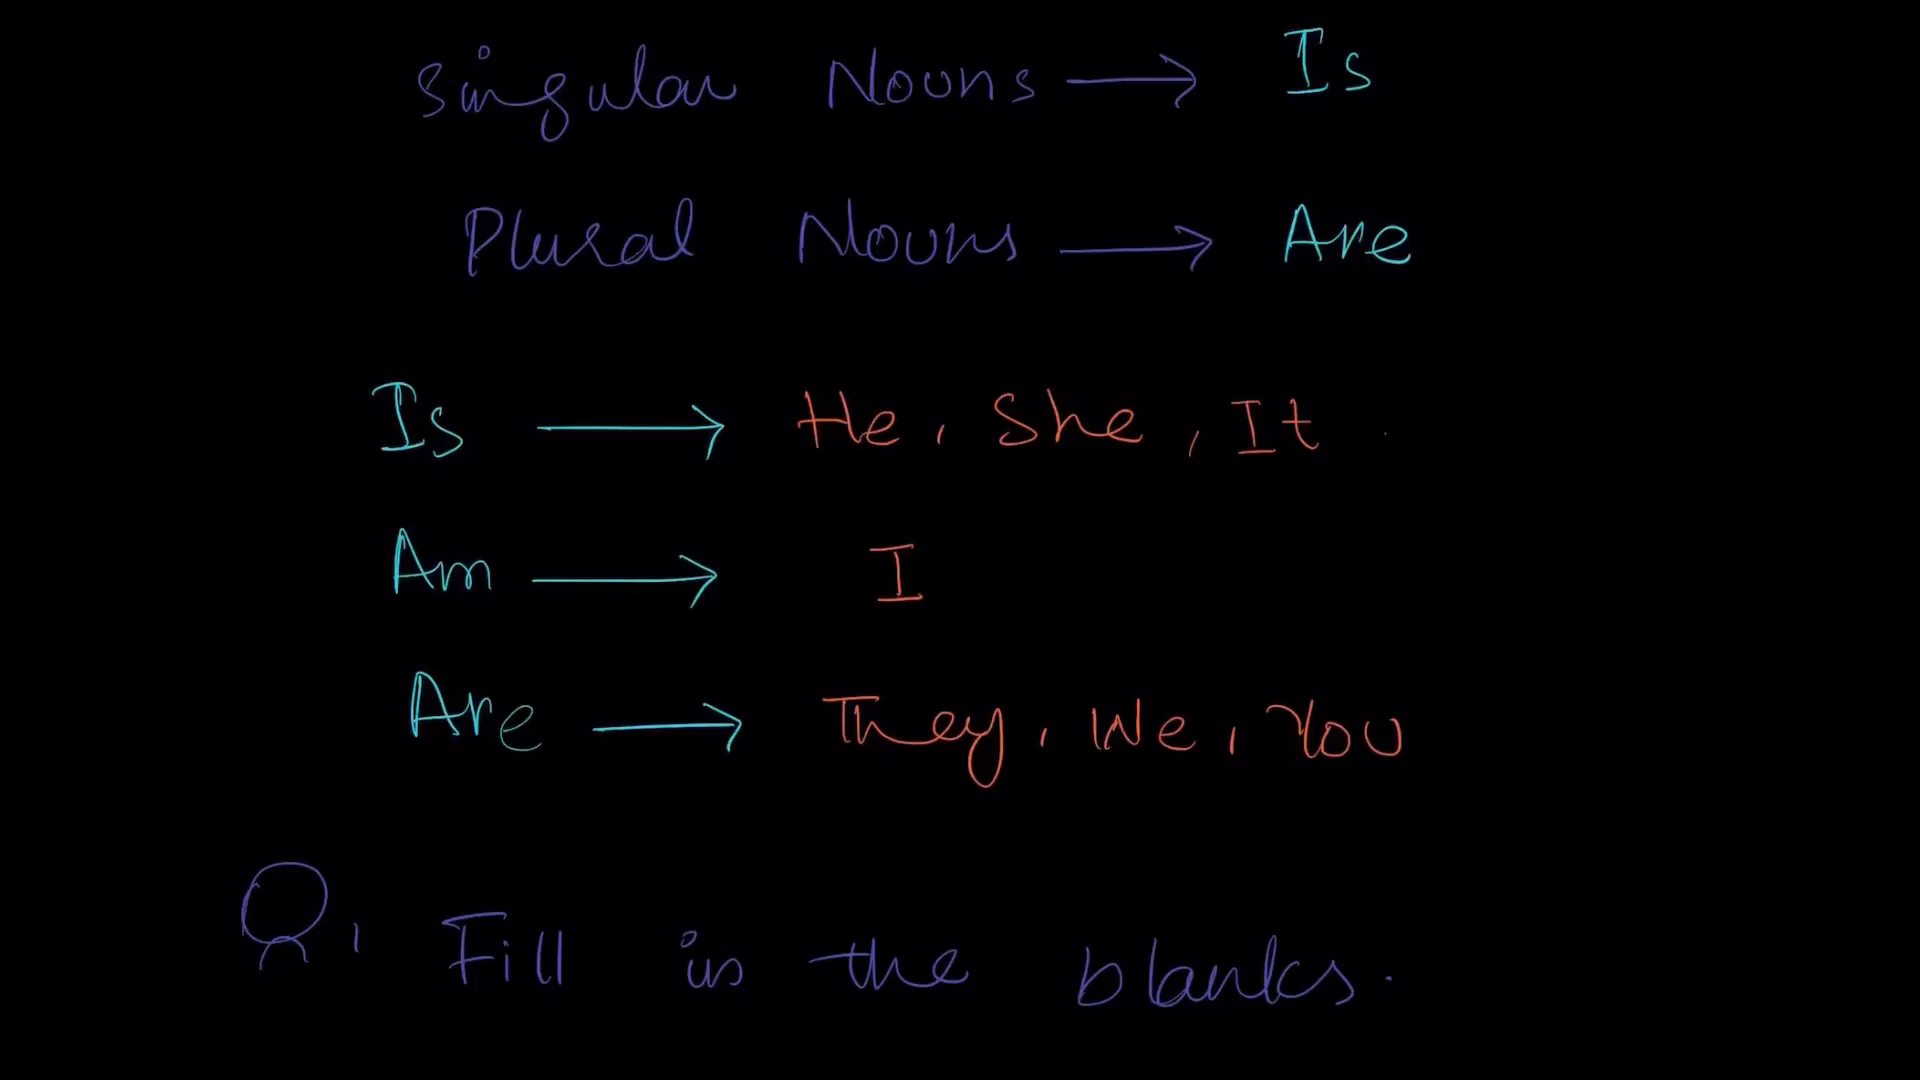 Singular Nouns → Is
Plural Nouns → Are
Is → He, She, It
Am → I
Are → They, We, You
Q, Fill in the blanks.